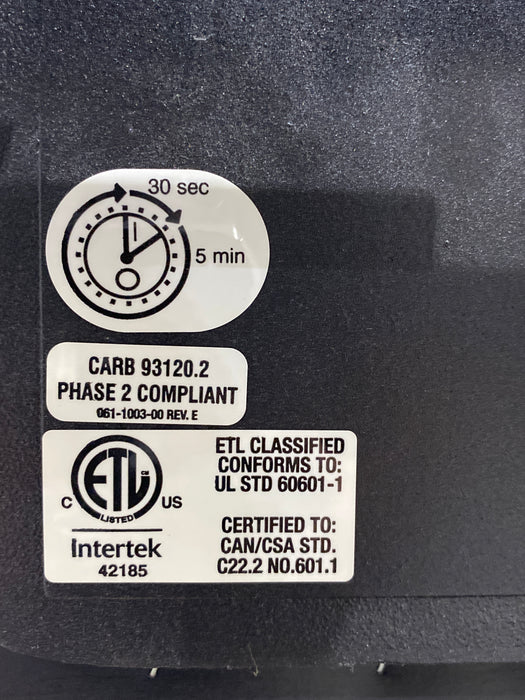 30 sec
5 min
CARB 93120.2
PHASE 2 COMPLIANT
061-1003-00 REV. E
ETL CLASSIFIED
CONFORMS TO:
UL STD 60601-1
ETL CM
LISTED
C US
Intertek
42185
CERTIFIED TO:
CAN/CSA STD.
C22.2 NO.601.1